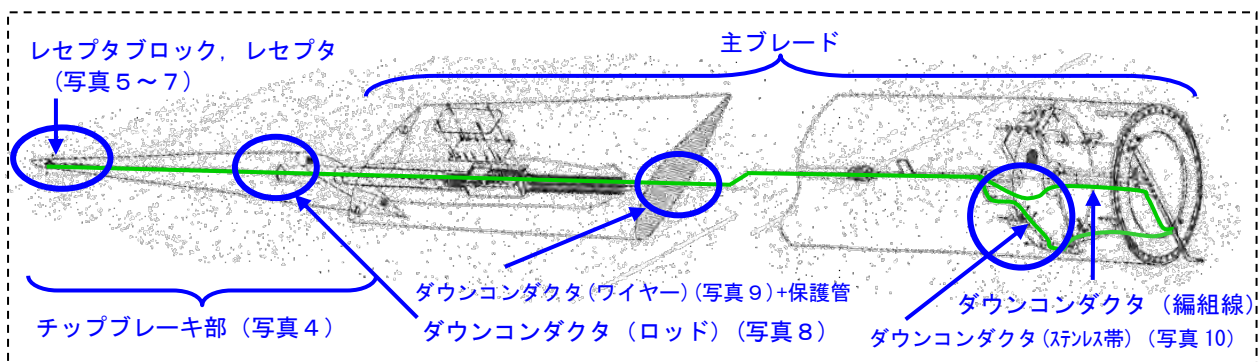 レセプタブロック，レセプタ
(写真５～７)
主ブレード
ダウンコンダクタ(ワイヤー)(写真９)+保護管
チップブレーキ部（写真４）
ダウンコンダクタ（ロッド）(写真８)
ダウンコンダクタ（編組線）
ダウンコンダクタ(ｽﾃﾝﾚｽ帯)（写真 10）